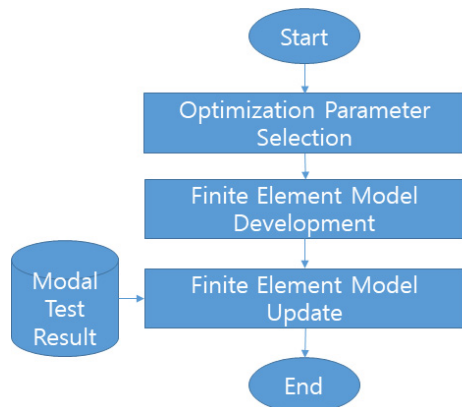 Start
Optimization Parameter
Selection
Finite Element Model
Development
Modal
Test
Result
Finite Element Model
Update
End